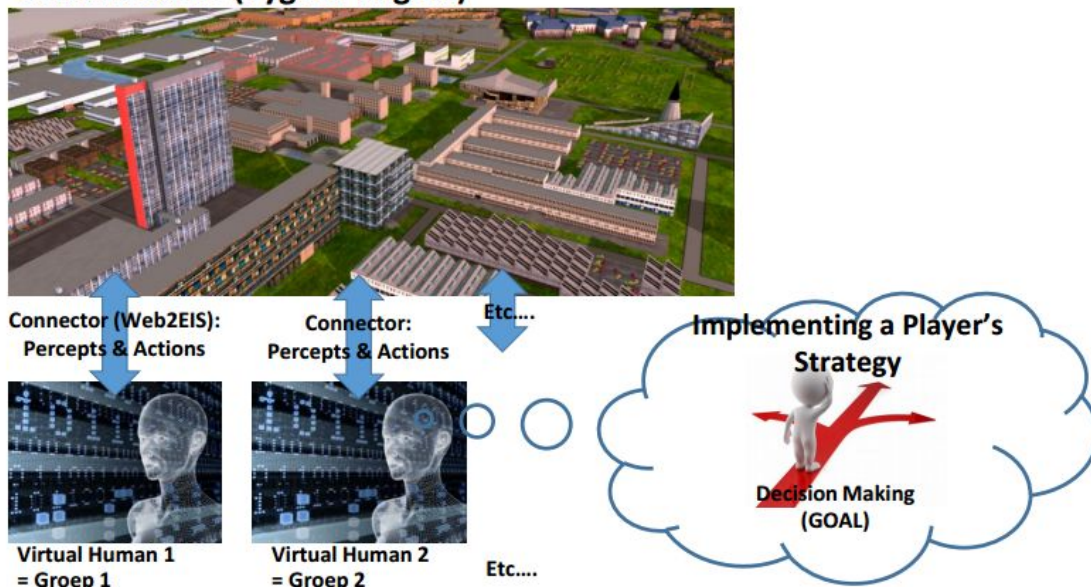 Connector (Web2EIS):
Percepts & Actions
Connector:
Percepts & Actions
Etc....
Implementing a Player's
Strategy
Decision Making
(GOAL)
Virtual Human 1
= Groep 1
Virtual Human 2
= Groep 2
Etc....